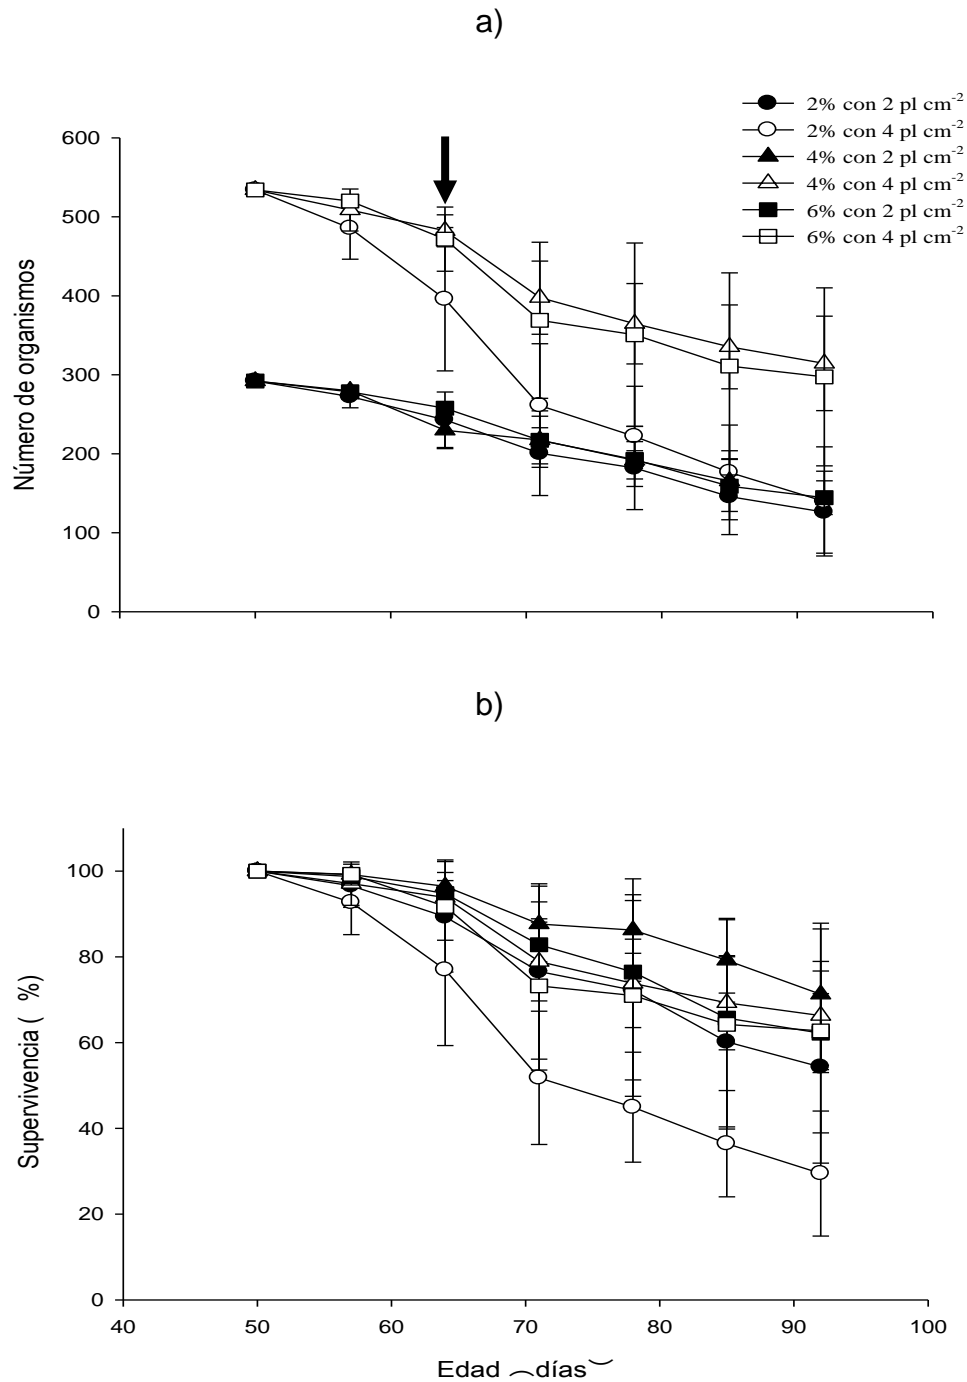 a)
2% con 2 pl cm-2
2% con 4 pl cm-2
4% con 2 pl cm-2
4% con 4 pl cm-2
6% con 2 pl cm-2
6% con 4 pl cm-2
Número de organismos
600
500
400
300
200
100
0
b)
Supervivencia ( %)
100
80
60
40
20
0
40 50 60 70 80 90 100
Edad (días)